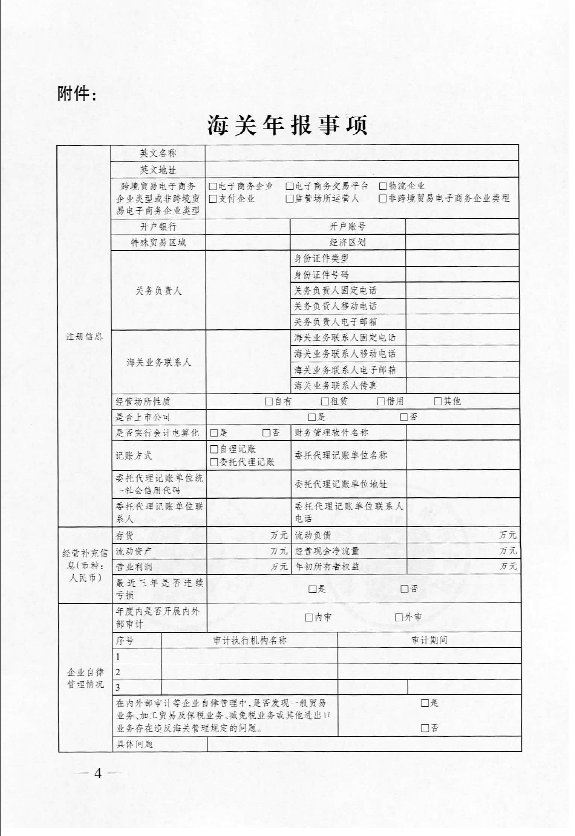 附件：
海关年报事项
注册信息
英文名称
英文地址
跨境贸易电子商务
企业类型或非跨境贸
易电子商务企业类型
□电子商务企业 □电子商务交易平台 □物流企业
□支付企业 □监管场所运营人 □非跨境贸易电子商务企业类型
开户银行 开户账号
特殊贸易区域 经济区划
关务负责人
身份证件类型
身份证件号码
关务负责人固定电话
关务负责人移动电话
关务负责人电子邮箱
海关业务联系人
海关业务联系人固定电话
海关业务联系人移动电话
海关业务联系人电子邮箱
海关业务联系人传真
经营场所性质 □自有 □租赁 □借用 □其他
是否上市公司 □是 □否
是否实行会计电算化 □是 □否 财务管理软件名称
记账方式
□自理记账
□委托代理记账
委托代理记账单位名称
委托代理记账单位统
一社会信用代码
委托代理记账单位地址
委托代理记账单位联
系人
委托代理记账单位联系人
电话
经营补充信
息(币种：
人民币)
存货 万元 流动负债 万元
流动资产 万元 经营现金净流量 万元
营业利润 万元 年初所有者权益 万元
最近三年是否连续
亏损
□是 □否
企业自律
管理情况
年度内是否开展内外
部审计
□内审 □外审
序号 审计执行机构名称 审计期间
1
2
3
在内外部审计等企业自律管理中，是否发现一般贸易
业务、加工贸易及保税业务、减免税业务或其他进出口
业务存在违反海关管理规定的问题。
□是
□否
具体问题
— 4 —